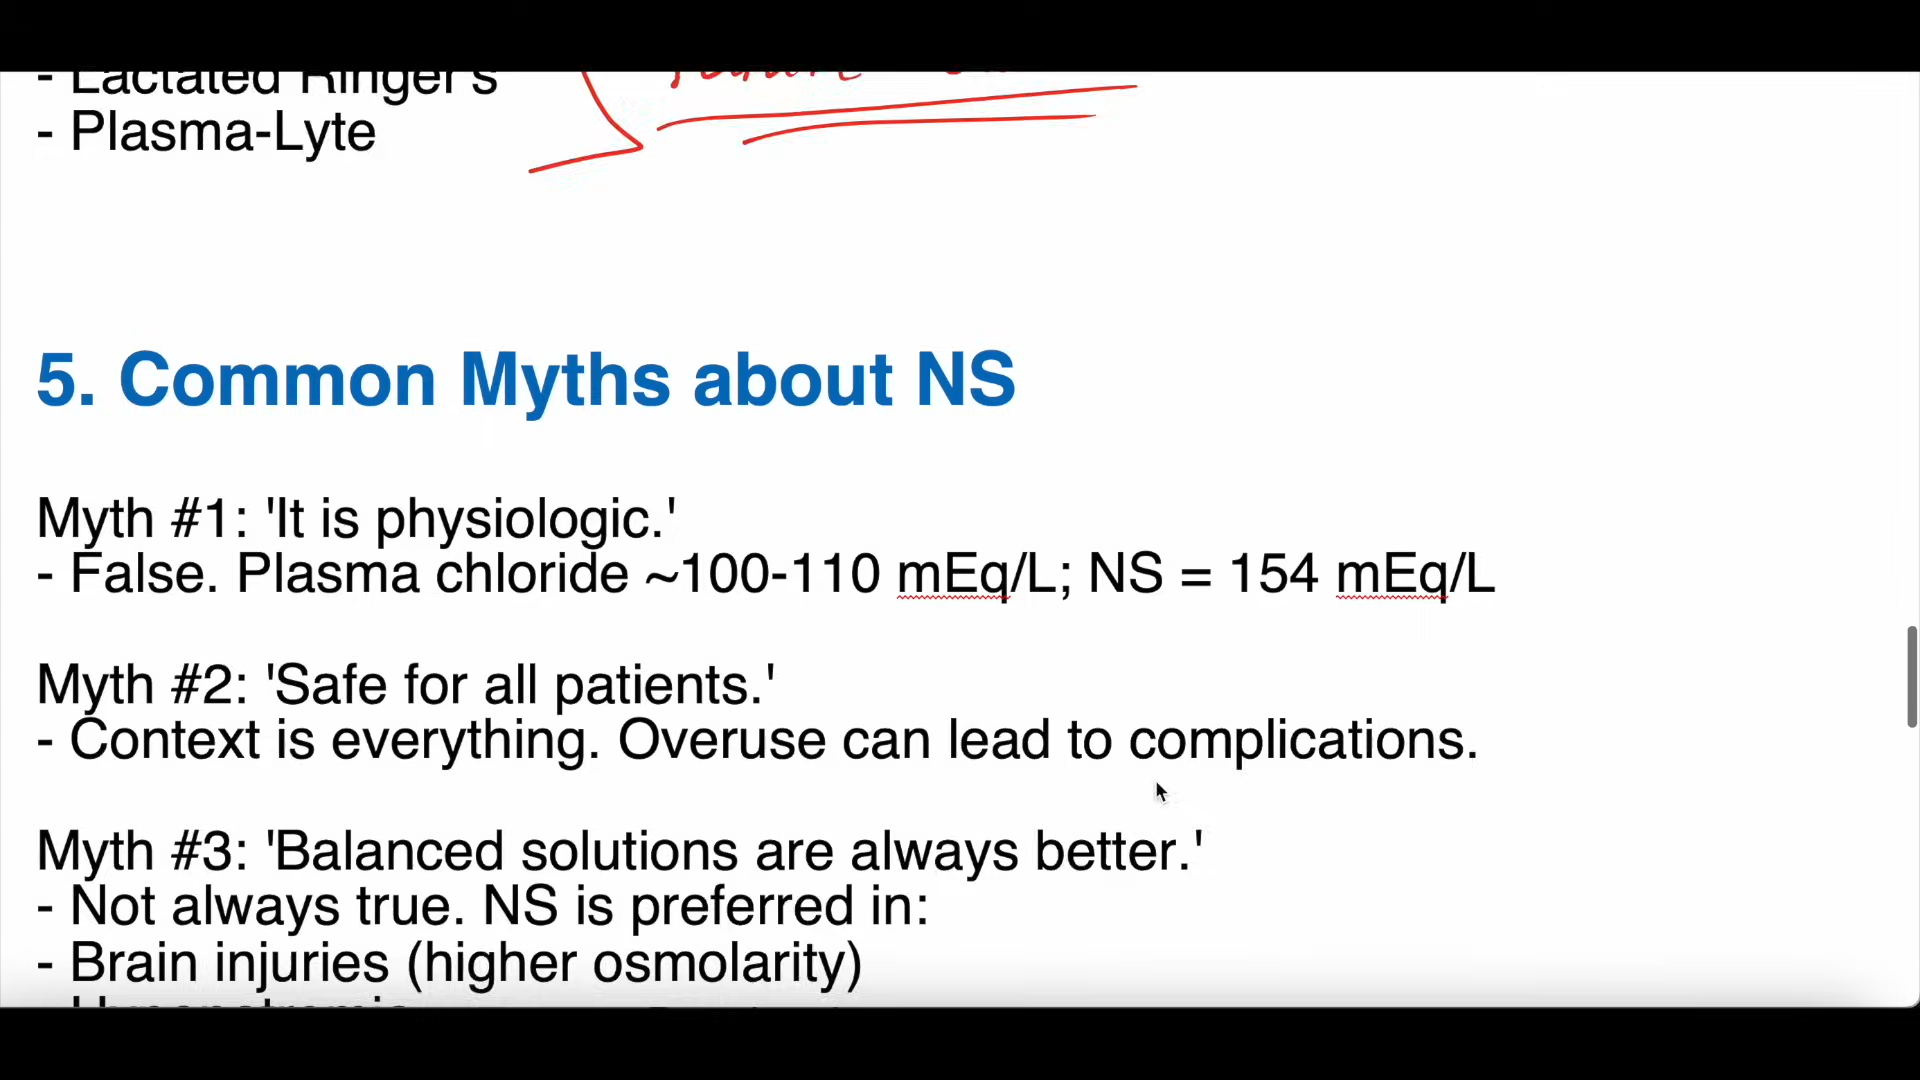 - Lactated Ringer's
- Plasma-Lyte
5. Common Myths about NS
Myth #1: 'It is physiologic.'
- False. Plasma chloride ~100-110 mEq/L; NS = 154 mEq/L
Myth #2: 'Safe for all patients.'
- Context is everything. Overuse can lead to complications.
Myth #3: 'Balanced solutions are always better.'
- Not always true. NS is preferred in:
- Brain injuries (higher osmolarity)